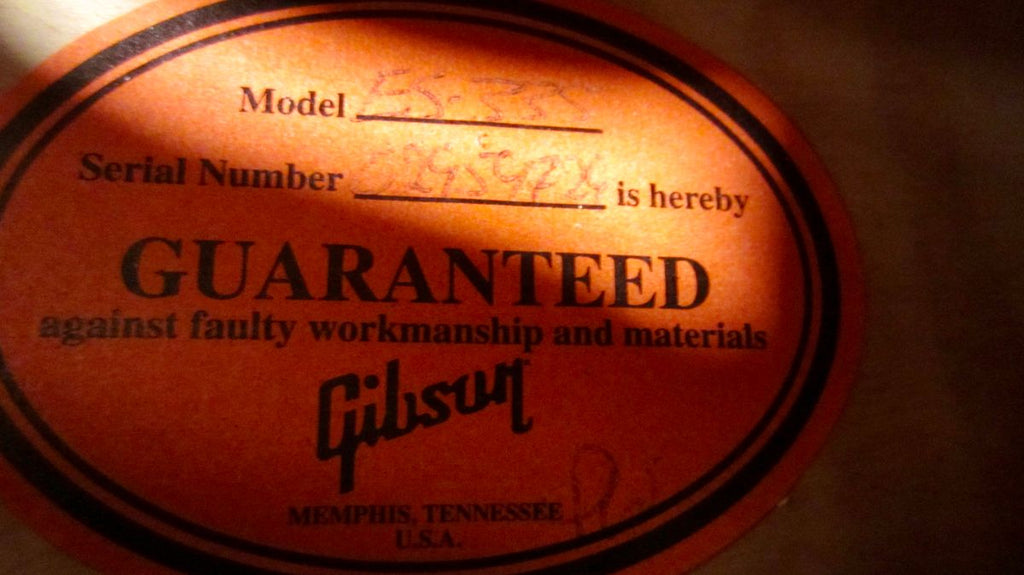 Model ES-335
Serial Number is hereby
GUARANTEED
against faulty workmanship and materials
Gibson
MEMPHIS, TENNESSEE
U.S.A.